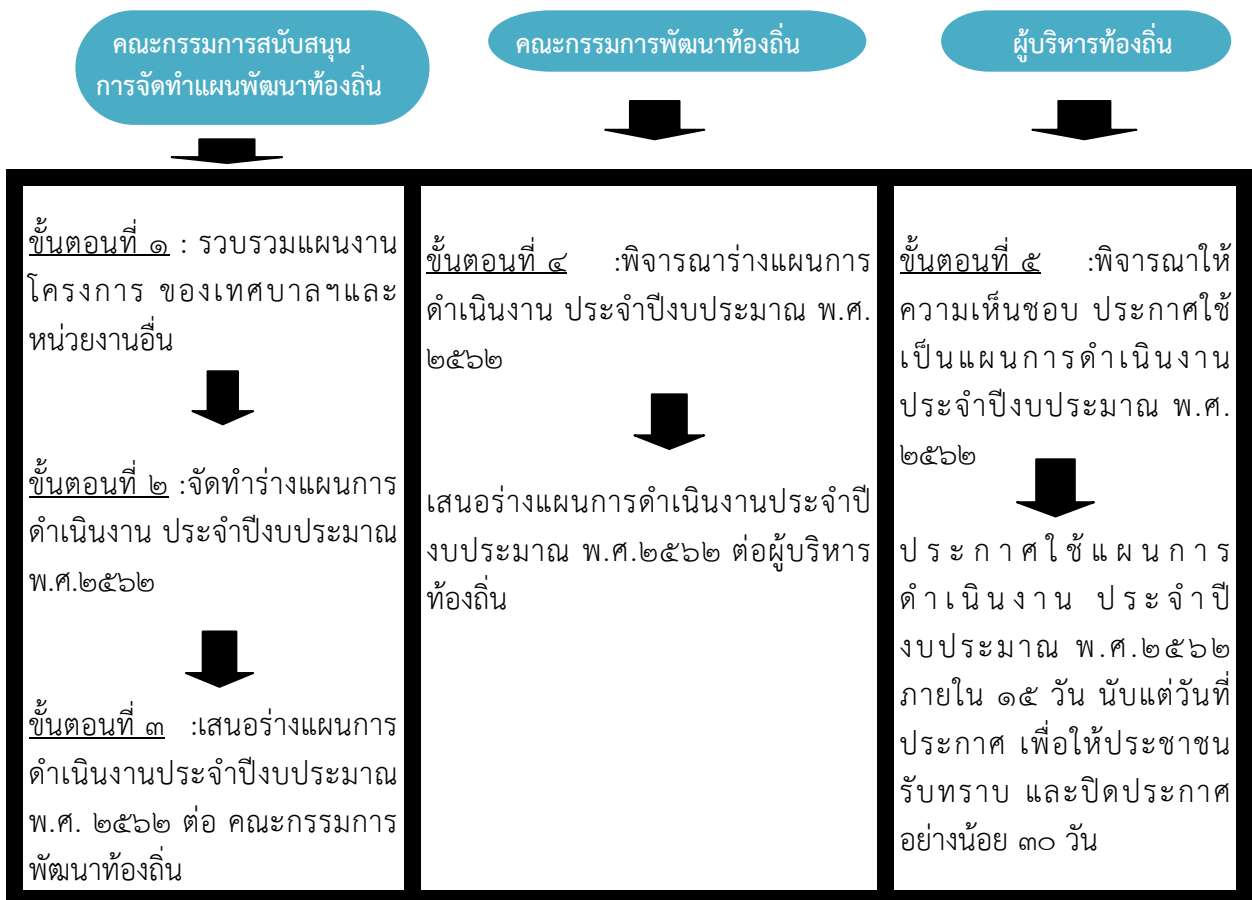 คณะกรรมการสนับสนุน
การจัดทำแผนพัฒนาท้องถิ่น
คณะกรรมการพัฒนาท้องถิ่น
ผู้บริหารท้องถิ่น
ขั้นตอนที่ ๑ : รวบรวมแผนงาน
โครงการ ของเทศบาลฯและ
หน่วยงานอื่น
ขั้นตอนที่ ๒ :จัดทำร่างแผนการ
ดำเนินงาน ประจำปีงบประมาณ
พ.ศ.๒๕๖๒
ขั้นตอนที่ ๓ :เสนอร่างแผนการ
ดำเนินงานประจำปีงบประมาณ
พ.ศ. ๒๕๖๒ ต่อ คณะกรรมการ
พัฒนาท้องถิ่น
ขั้นตอนที่ ๔ :พิจารณาร่างแผนการ
ดำเนินงาน ประจำปีงบประมาณ พ.ศ.
๒๕๖๒
เสนอร่างแผนการดำเนินงานประจำปี
งบประมาณ พ.ศ.๒๕๖๒ ต่อผู้บริหาร
ท้องถิ่น
ขั้นตอนที่ ๕ :พิจารณาให้
ความเห็นชอบ ประกาศใช้
เป็นแผนการดำเนินงาน
ประจำปีงบประมาณ พ.ศ.
๒๕๖๒
ประกาศใช้แผนการ
ดำเนินงาน ประจำปี
งบประมาณ พ.ศ.๒๕๖๒
ภายใน ๑๕ วัน นับแต่วันที่
ประกาศ เพื่อให้ประชาชน
รับทราบ และปิดประกาศ
อย่างน้อย ๓๐ วัน